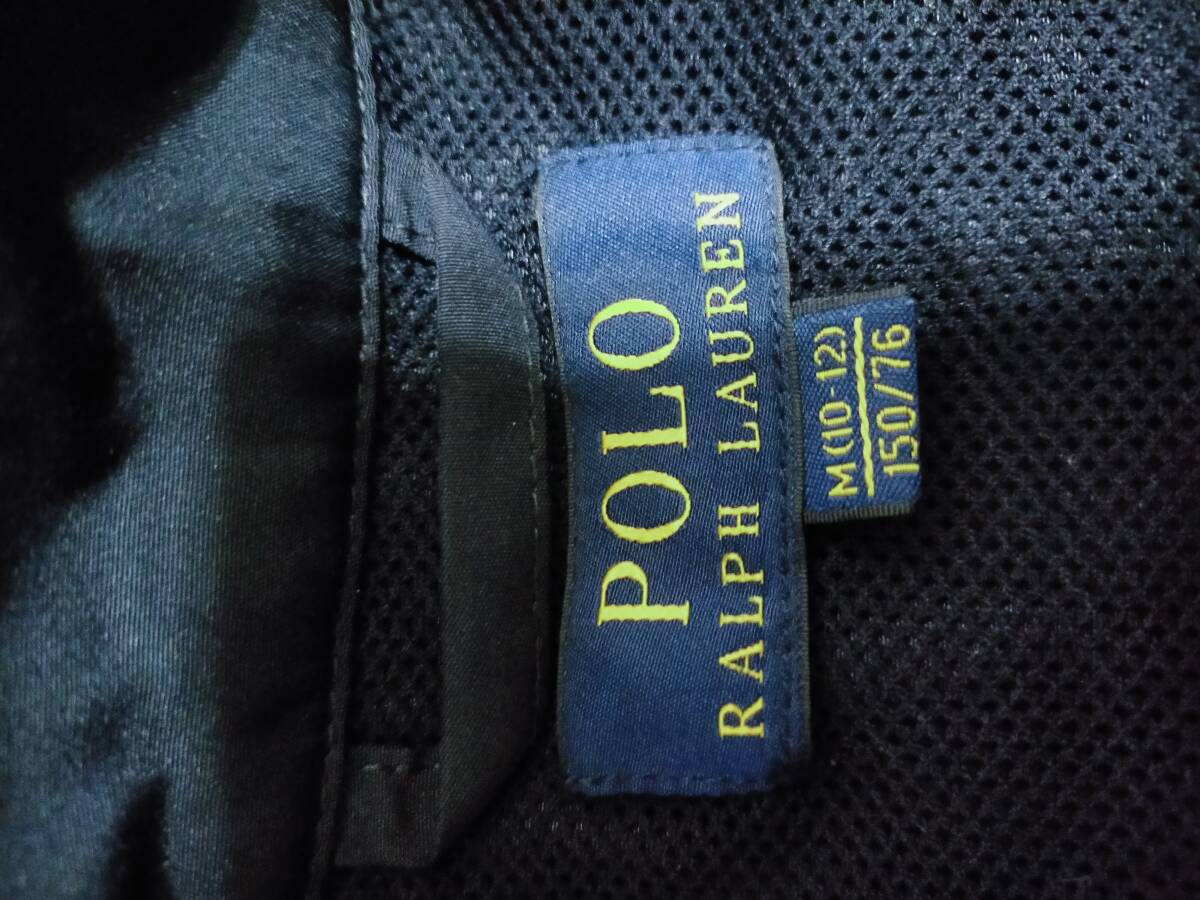 POLO
RALPH LAUREN
M(10-12)
150/76